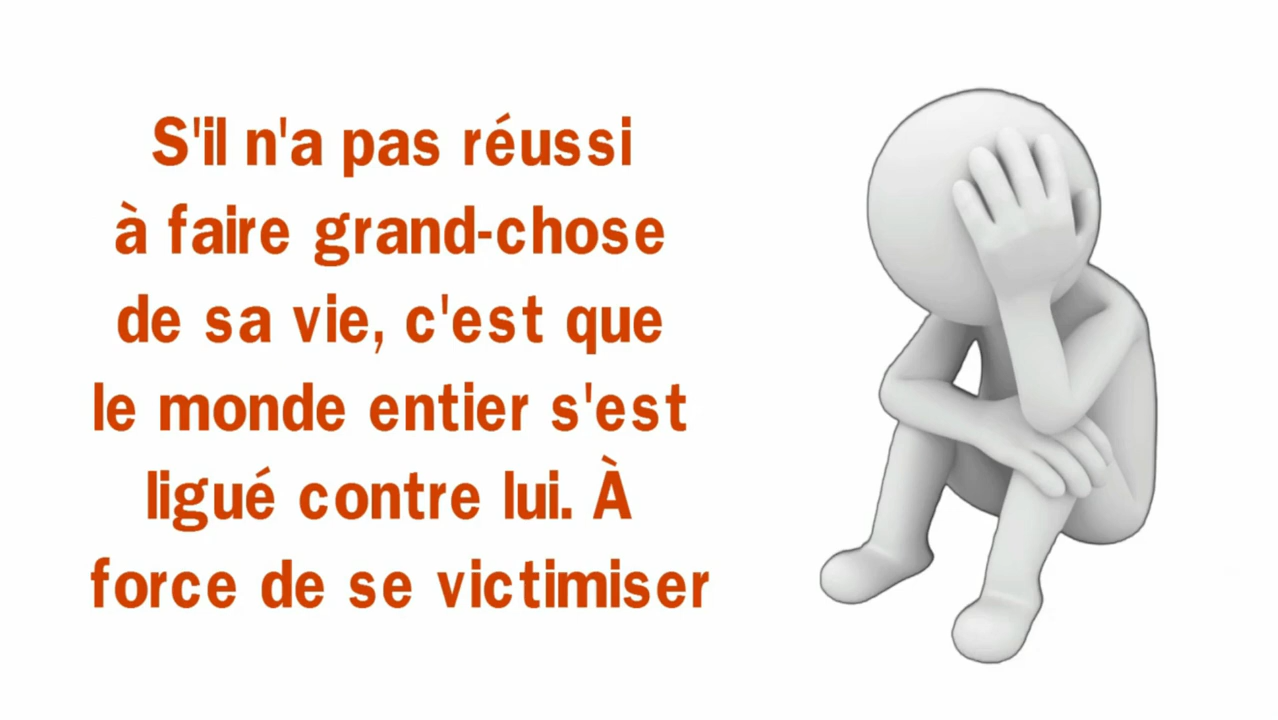 S'il n'a pas réussi
à faire grand-chose
de sa vie, c'est que
le monde entier s'est
ligué contre lui. À
force de se victimiser